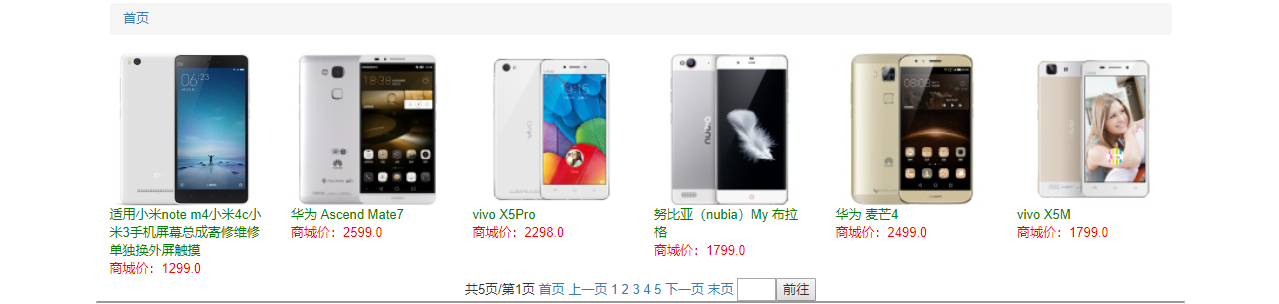 首页
适用小米note m4小米4c小
米3手机屏幕总成寄修维修
单独换外屏触摸
商城价：1299.0
华为 Ascend Mate7
商城价：2599.0
vivo X5Pro
商城价：2298.0
努比亚（nubia）My 布拉
格
商城价：1799.0
华为 麦芒4
商城价：2499.0
vivo X5M
商城价：1799.0
共5页/第1页 首页 上一页 1 2 3 4 5 下一页 末页 前往